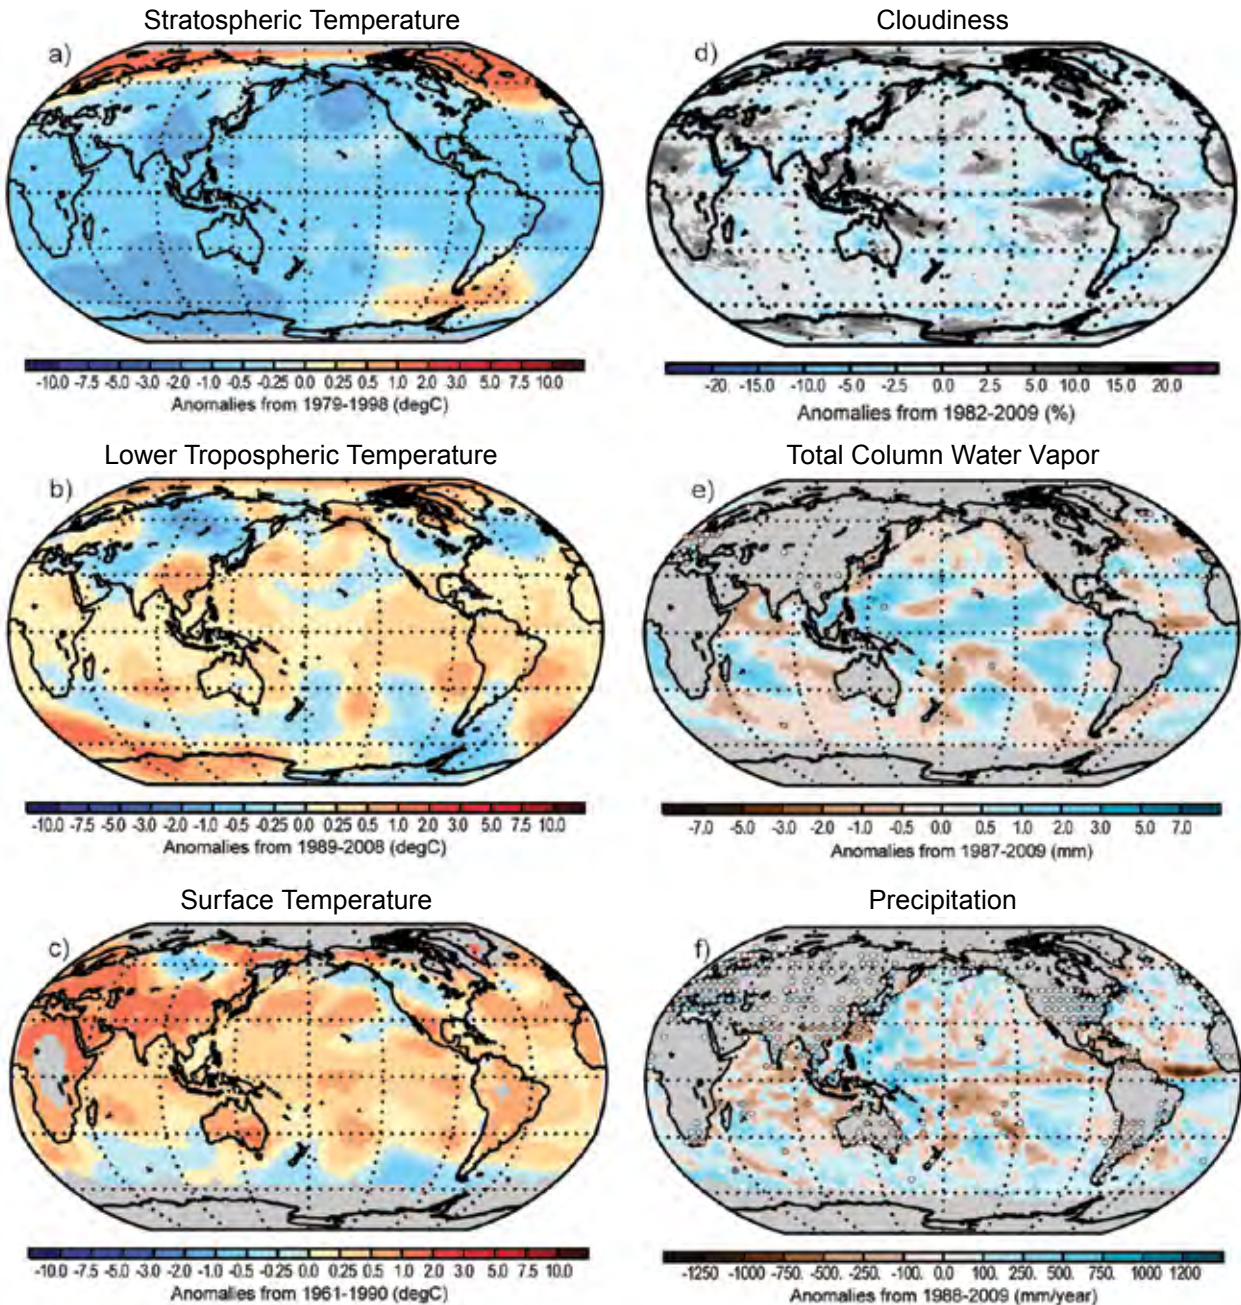 Stratospheric Temperature
a)
-10.0 -7.5 -5.0 -3.0 -2.0 -1.0 -0.5 -0.25 0.0 0.25 0.5 1.0 2.0 3.0 5.0 7.5 10.0
Anomalies from 1979-1998 (degC)
Cloudiness
d)
-20. -15.0 -10.0 -5.0 -2.5 0.0 2.5 5.0 10.0 15.0 20.0
Anomalies from 1982-2009 (%)
Lower Tropospheric Temperature
b)
-10.0 -7.5 -5.0 -3.0 -2.0 -1.0 -0.5 -0.25 0.0 0.25 0.5 1.0 2.0 3.0 5.0 7.5 10.0
Anomalies from 1989-2008 (degC)
Total Column Water Vapor
e)
-7.0 -5.0 -3.0 -2.0 -1.0 -0.5 0.0 0.5 1.0 2.0 3.0 5.0 7.0
Anomalies from 1987-2009 (mm)
Surface Temperature
c)
-10.0 -7.5 -5.0 -3.0 -2.0 -1.0 -0.5 -0.25 0.0 0.25 0.5 1.0 2.0 3.0 5.0 7.5 10.0
Anomalies from 1961-1990 (degC)
Precipitation
f)
-1250 -1000 -750. -500. -250. -100. 0.0 100. 250. 500. 750. 1000 1200
Anomalies from 1988-2009 (mm/year)